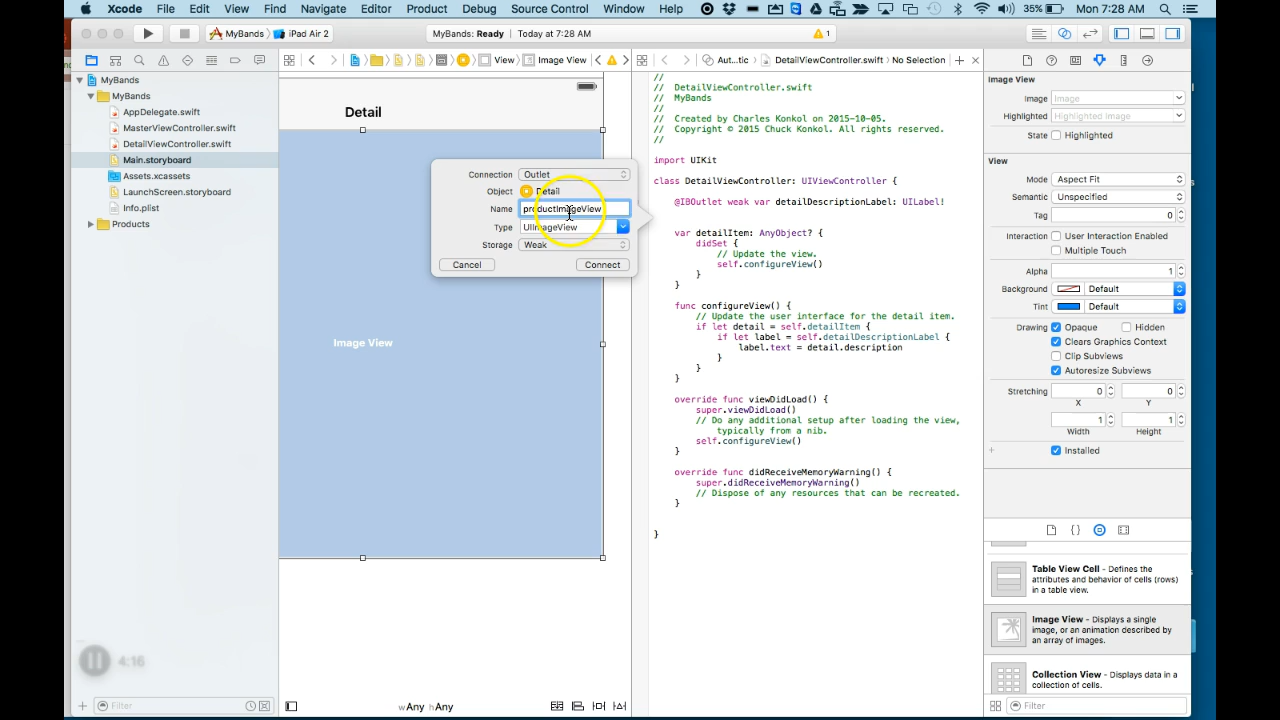 Xcode File Edit View Find Navigate Editor Product Debug Source Control Window Help 35% Mon 7:28 AM
MyBands iPad Air 2 MyBands: Ready Today at 7:28 AM 1
View Image View Aut...tic DetailViewController.swift No Selection
MyBands
MyBands
AppDelegate.swift
MasterViewController.swift
DetailViewController.swift
Main.storyboard
Assets.xcassets
LaunchScreen.storyboard
Info.plist
Products
Filter
4:16
Detail
Image View
wAny hAny
Connection Outlet
Object Detail
Name productImageView
Type UIImageView
Storage Weak
Cancel Connect
//
// DetailViewController.swift
// MyBands
//
// Created by Charles Konkol on 2015-10-05.
// Copyright © 2015 Chuck Konkol. All rights reserved.
//
import UIKit
class DetailViewController: UIViewController {
@IBOutlet weak var detailDescriptionLabel: UILabel!
var detailItem: AnyObject? {
didSet {
// Update the view.
self.configureView()
}
}
func configureView() {
// Update the user interface for the detail item.
if let detail = self.detailItem {
if let label = self.detailDescriptionLabel {
label.text = detail.description
}
}
}
override func viewDidLoad() {
super.viewDidLoad()
// Do any additional setup after loading the view,
typically from a nib.
self.configureView()
}
override func didReceiveMemoryWarning() {
super.didReceiveMemoryWarning()
// Dispose of any resources that can be recreated.
}
}
Image View
Image Image
Highlighted Highlighted Image
State Highlighted
View
Mode Aspect Fit
Semantic Unspecified
Tag 0
Interaction User Interaction Enabled
Multiple Touch
Alpha 1
Background Default
Tint Default
Drawing Opaque Hidden
Clears Graphics Context
Clip Subviews
Autoresize Subviews
Stretching 0 0
X Y
1 1
Width Height
Installed
{ }
Table View Cell - Defines the
attributes and behavior of cells (rows)
in a table view.
Image View - Displays a single
image, or an animation described by
an array of images.
Collection View - Displays data in a
collection of cells.
Filter